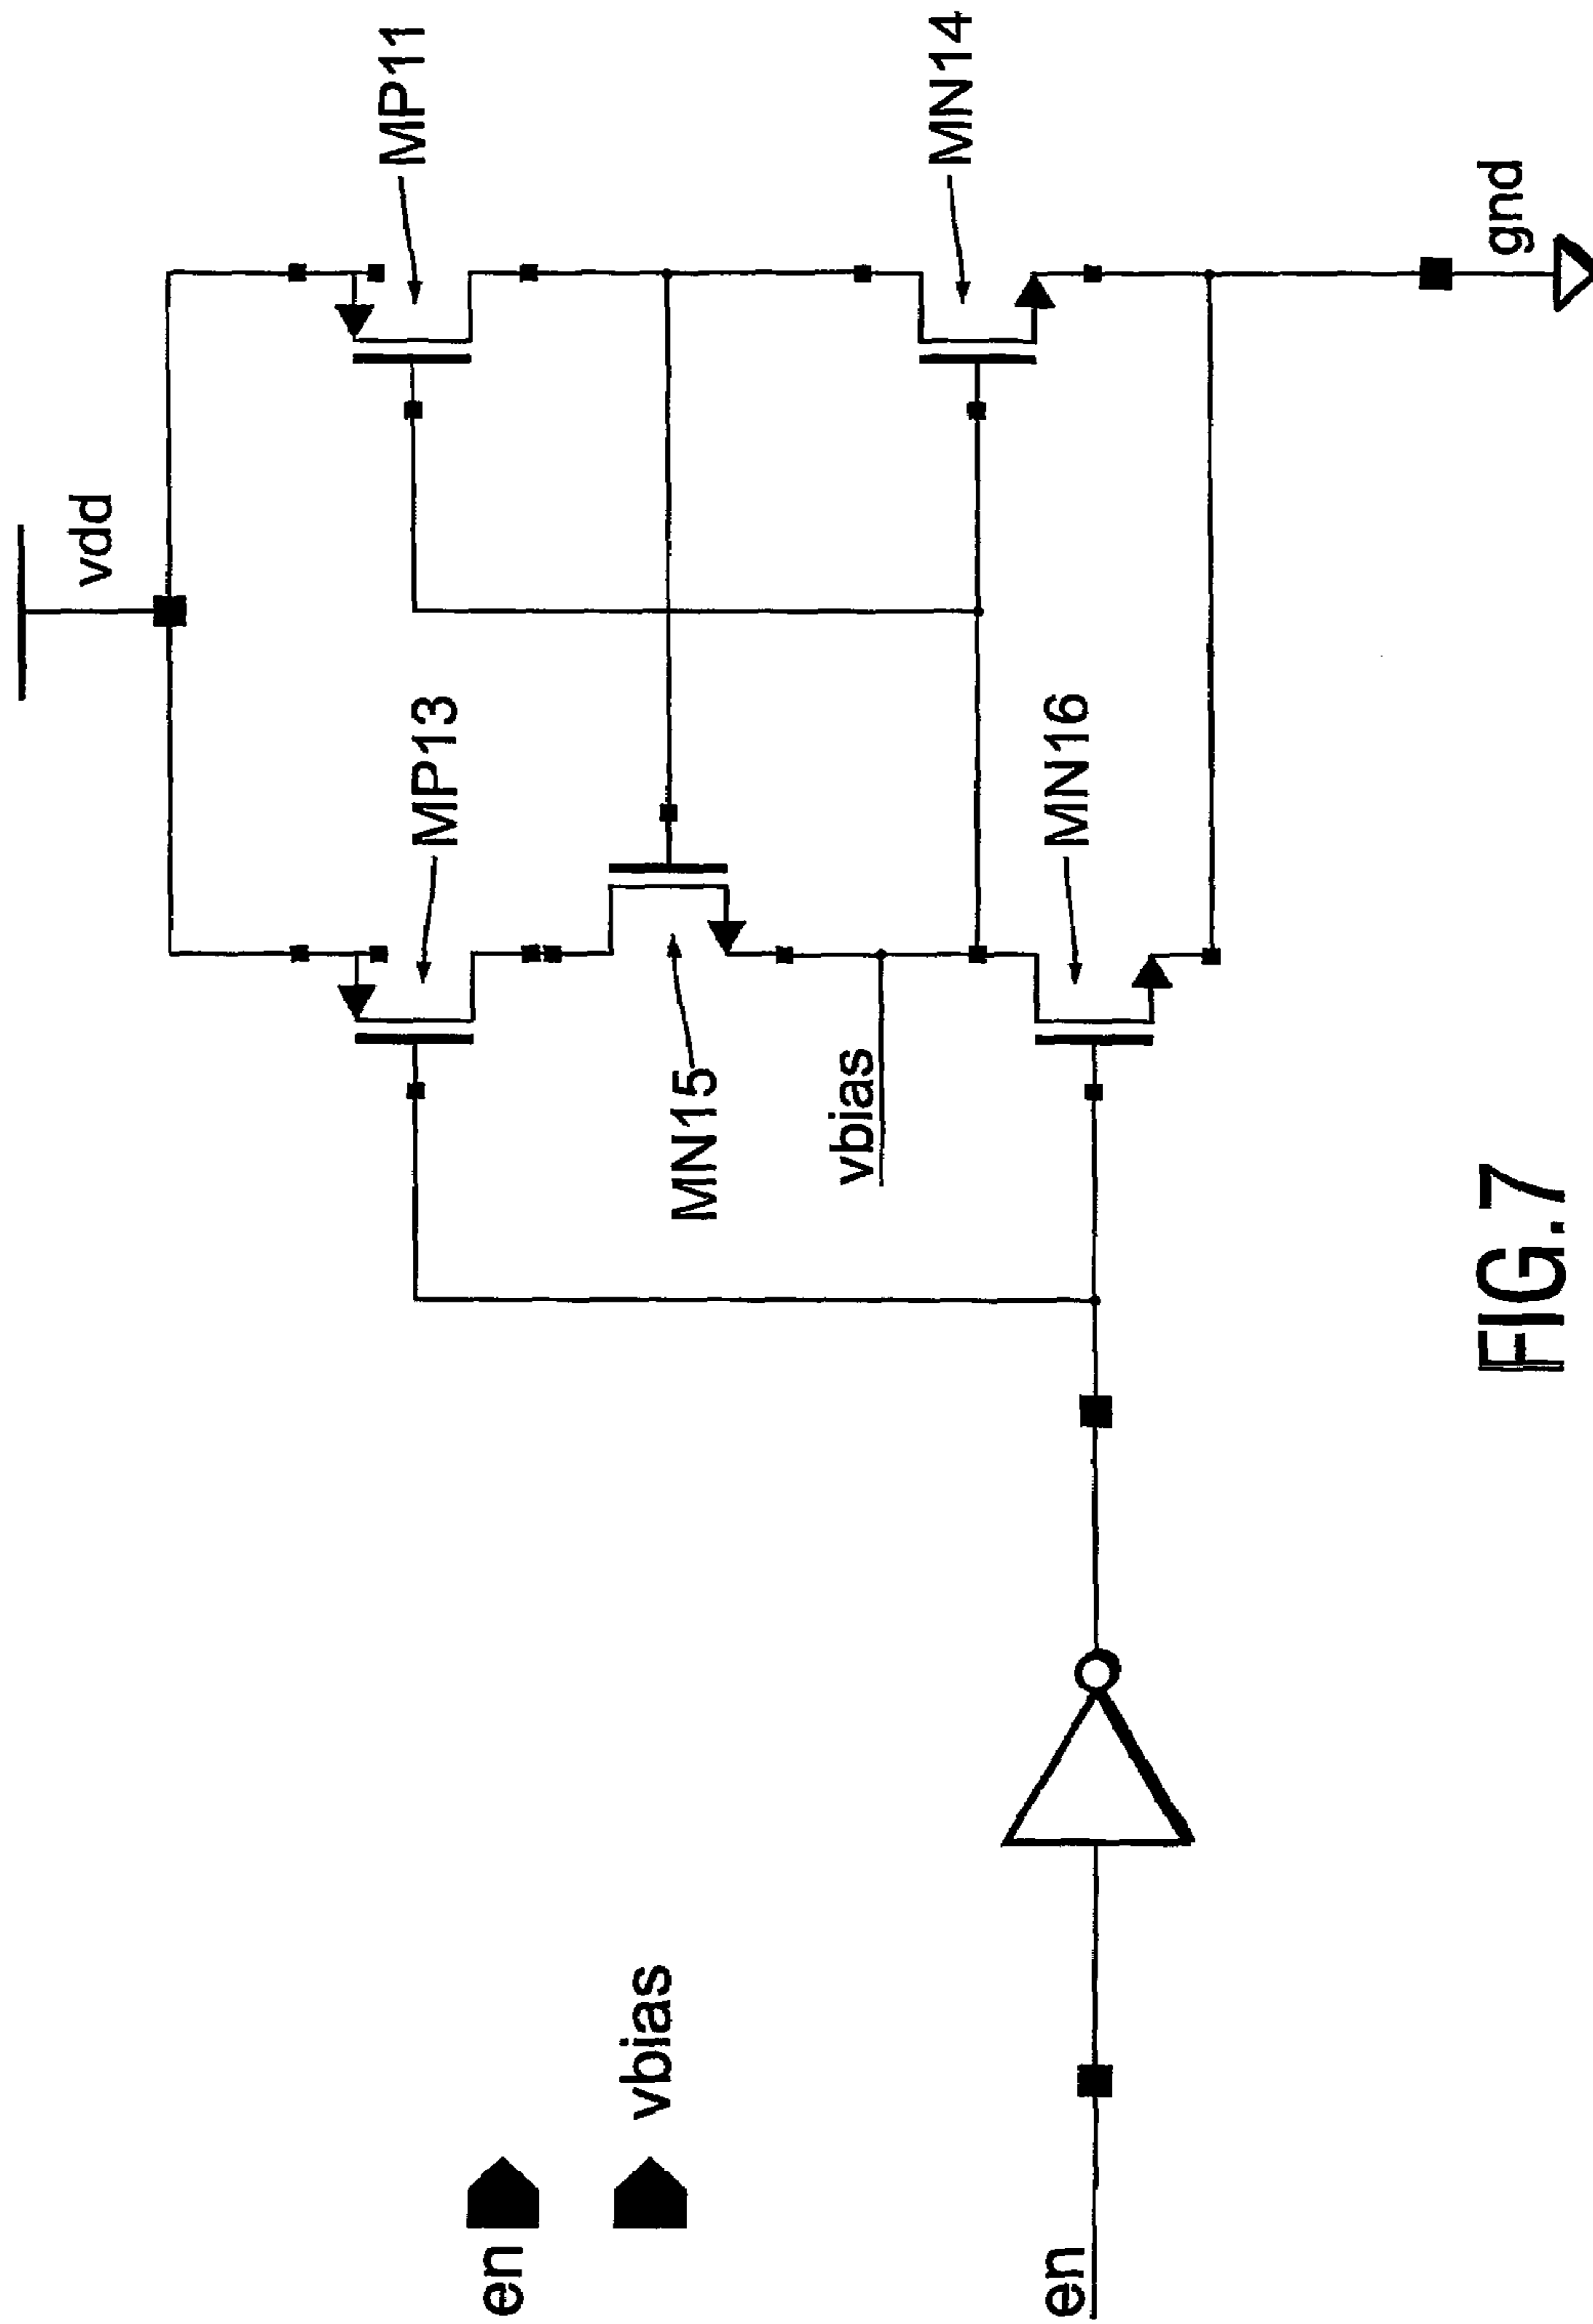 vdd
MP13
MP11
en
vbias
MN15
vbias
MN16
MN14
en
gnd
FIG.7